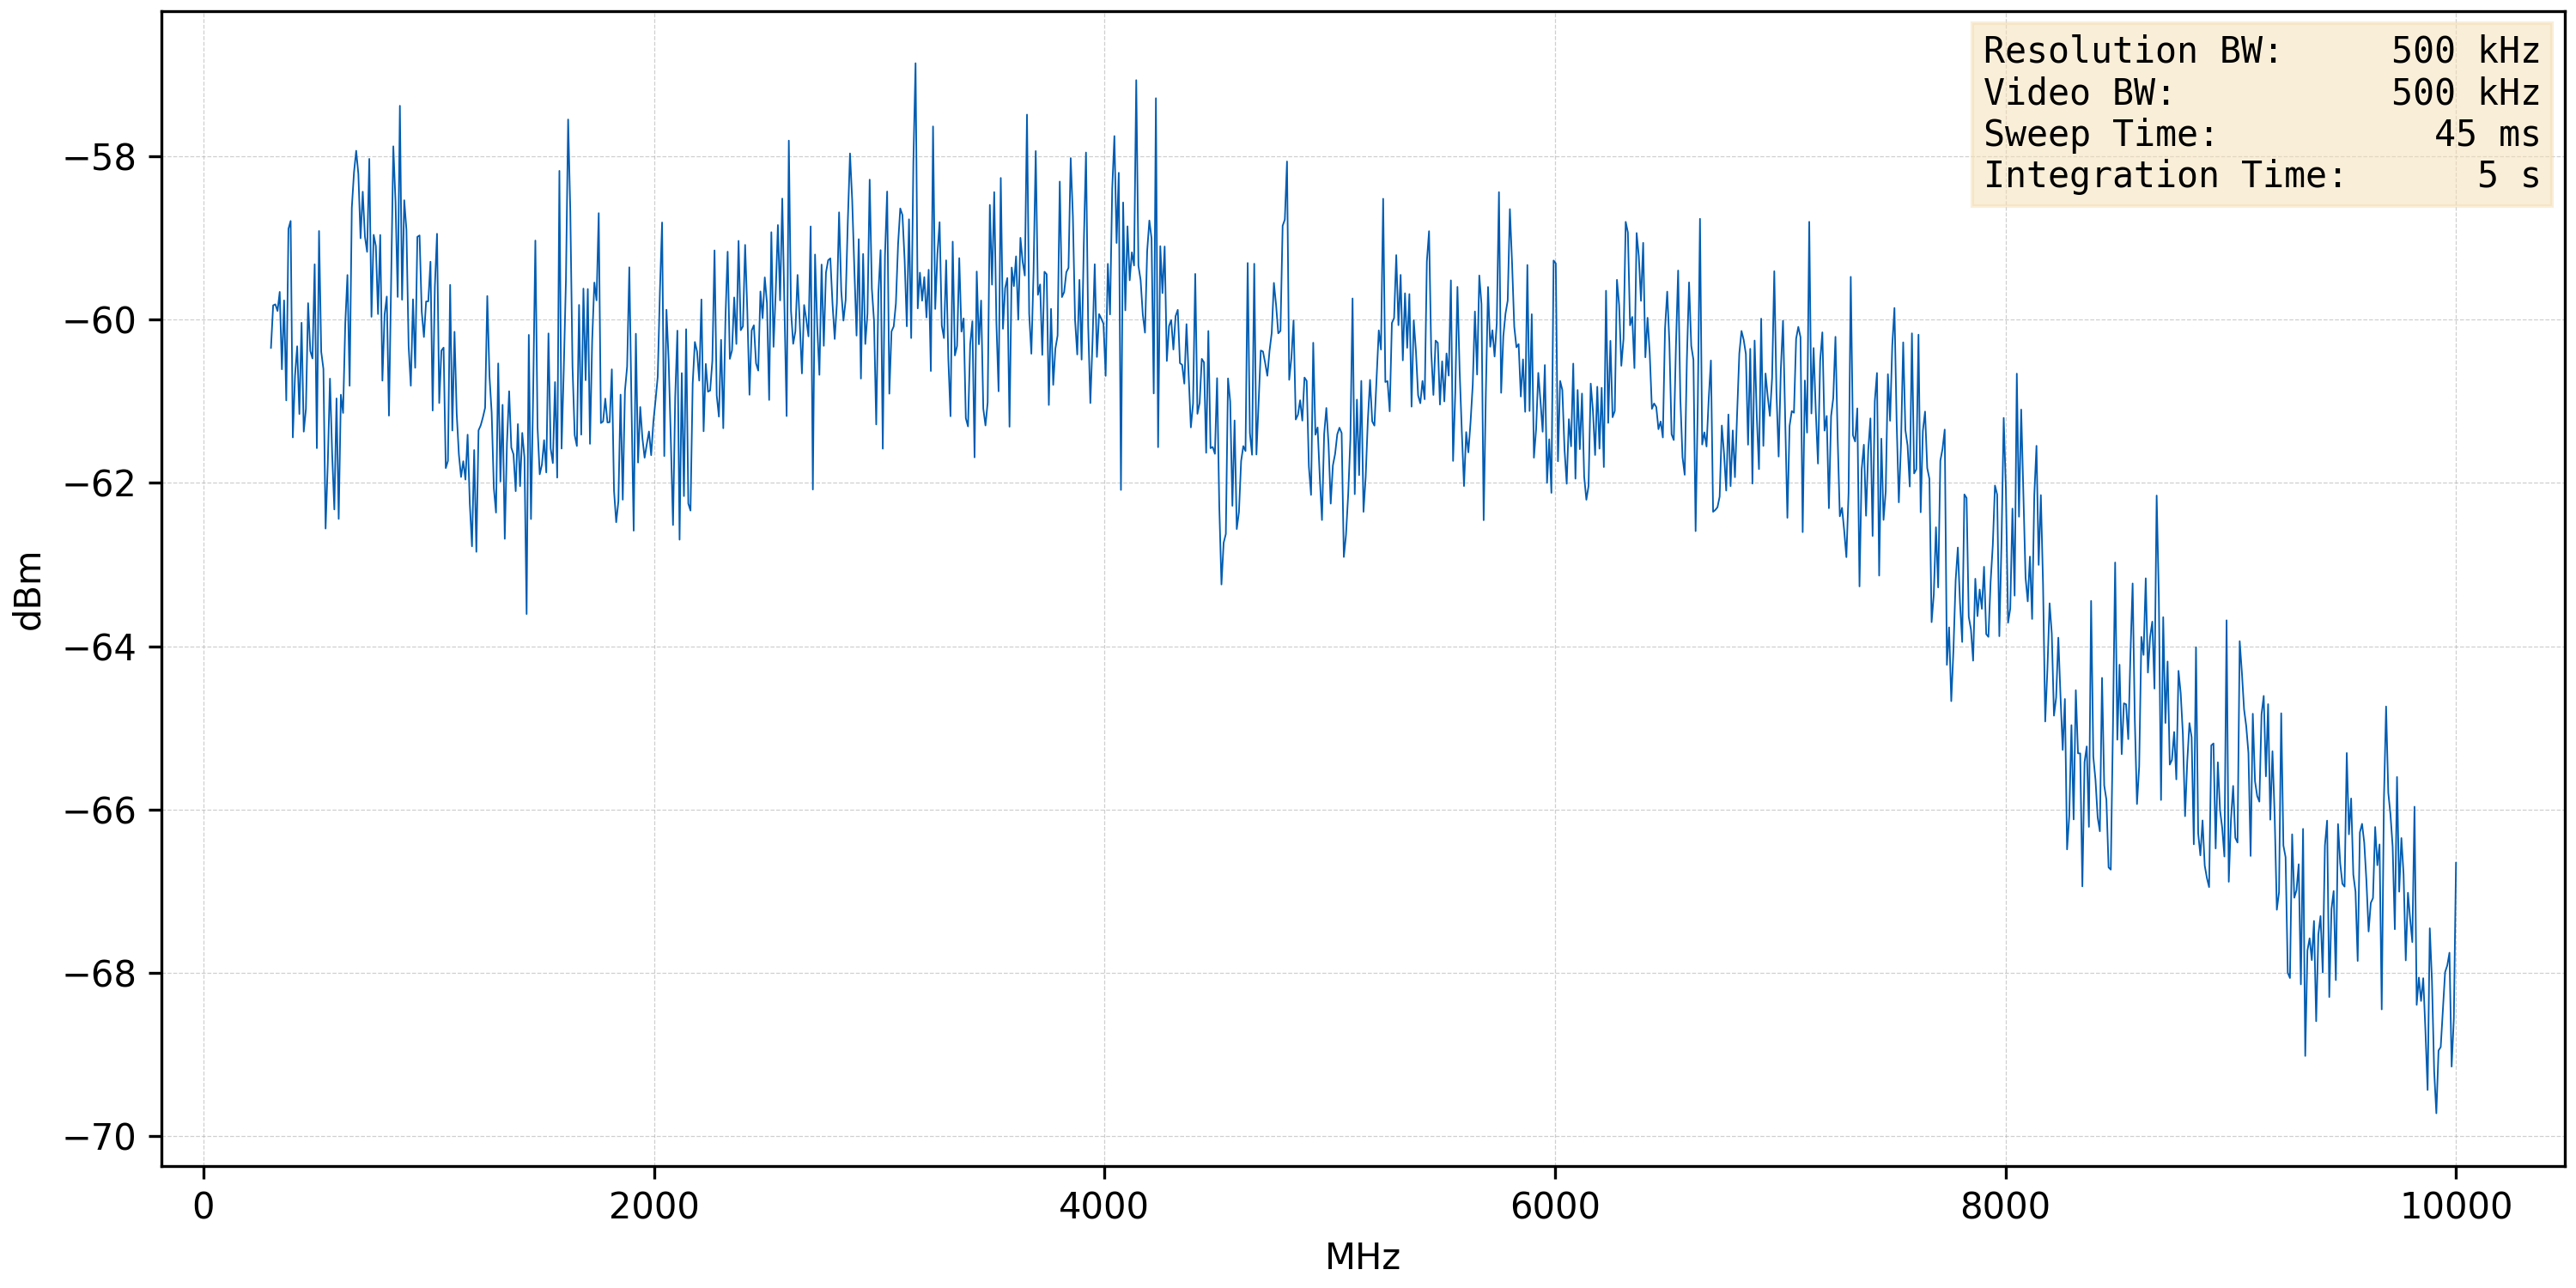 Resolution BW: 500 kHz
Video BW: 500 kHz
Sweep Time: 45 ms
Integration Time: 5 s
−58
−60
−62
−64
−66
−68
−70
dBm
0 2000 4000 6000 8000 10000
MHz